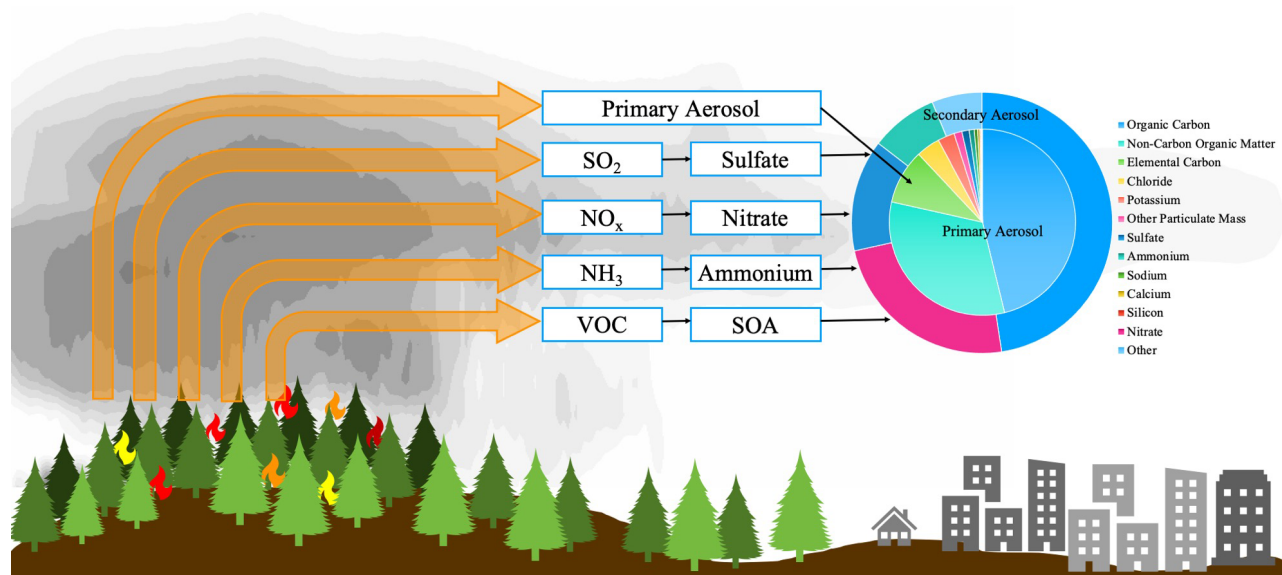 Primary Aerosol
SO₂
Sulfate
NOₓ
Nitrate
NH₃
Ammonium
VOC
SOA
Secondary Aerosol
Primary Aerosol
Organic Carbon
Non-Carbon Organic Matter
Elemental Carbon
Chloride
Potassium
Other Particulate Mass
Sulfate
Ammonium
Sodium
Calcium
Silicon
Nitrate
Other